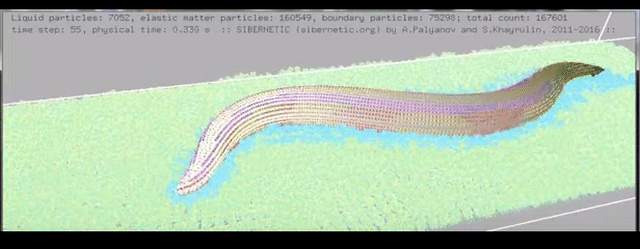 Liquid particles: 7052, elastic matter particles: 160549, boundary particles: 75298; total count: 167601
time step: 55, physical time: 0.330 s :: SIBERNETIC (sibernetic.org) by A.Palyanov and S.Khayrulin, 2011-2016 ::